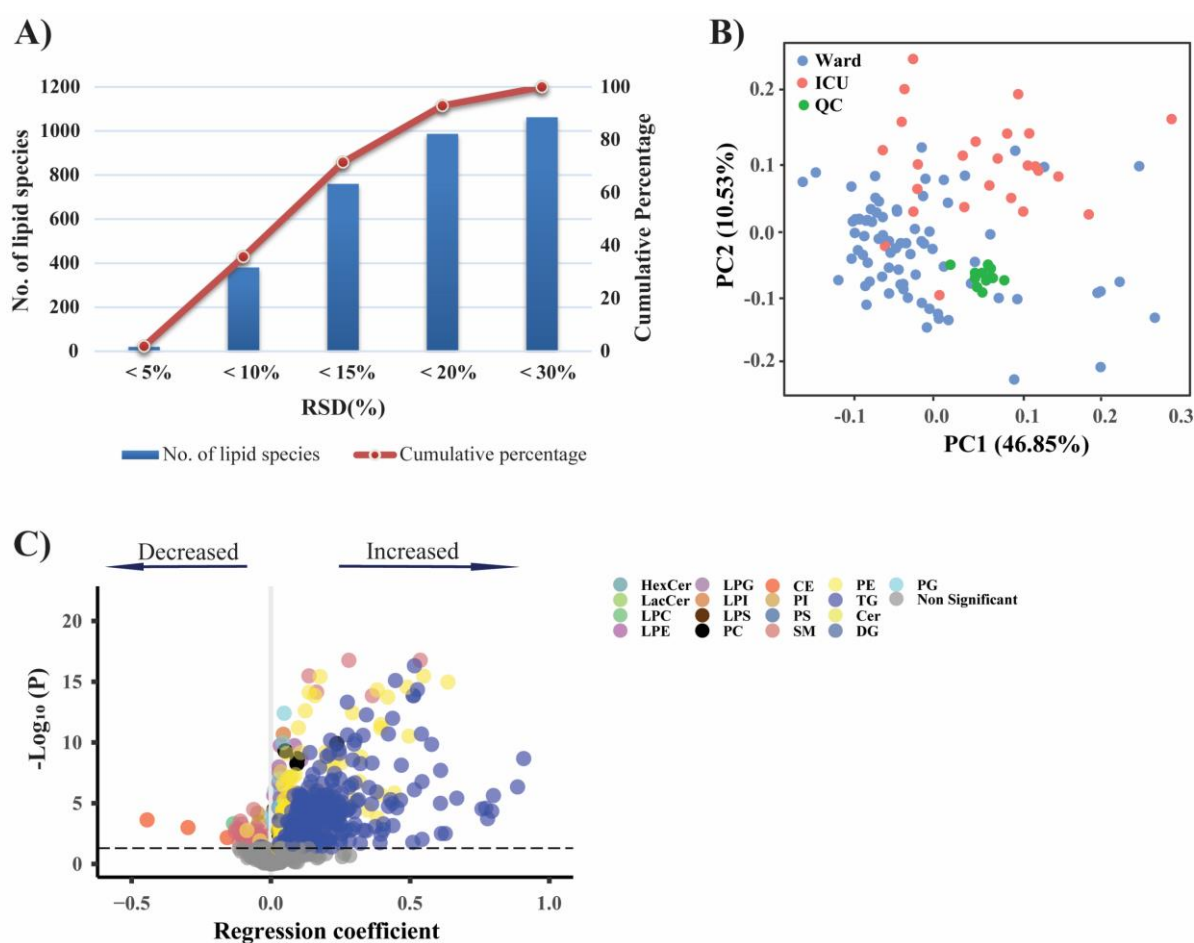 A)
No. of lipid species
1200
1000
800
600
400
200
0
100
80
60
40
20
0
Cumulative Percentage
< 5%
< 10%
< 15%
< 20%
< 30%
RSD(%)
No. of lipid species
Cumulative percentage
B)
Ward
ICU
QC
PC2 (10.53%)
0.2
0.1
0.0
-0.1
-0.2
-0.1
0.0
0.1
0.2
0.3
PC1 (46.85%)
C)
Decreased
Increased
-Log₁₀ (P)
20
15
10
5
0
−0.5
0.0
0.5
1.0
Regression coefficient
HexCer
LacCer
LPC
LPE
LPG
LPI
LPS
PC
CE
PI
PS
SM
PE
TG
Cer
DG
PG
Non Significant